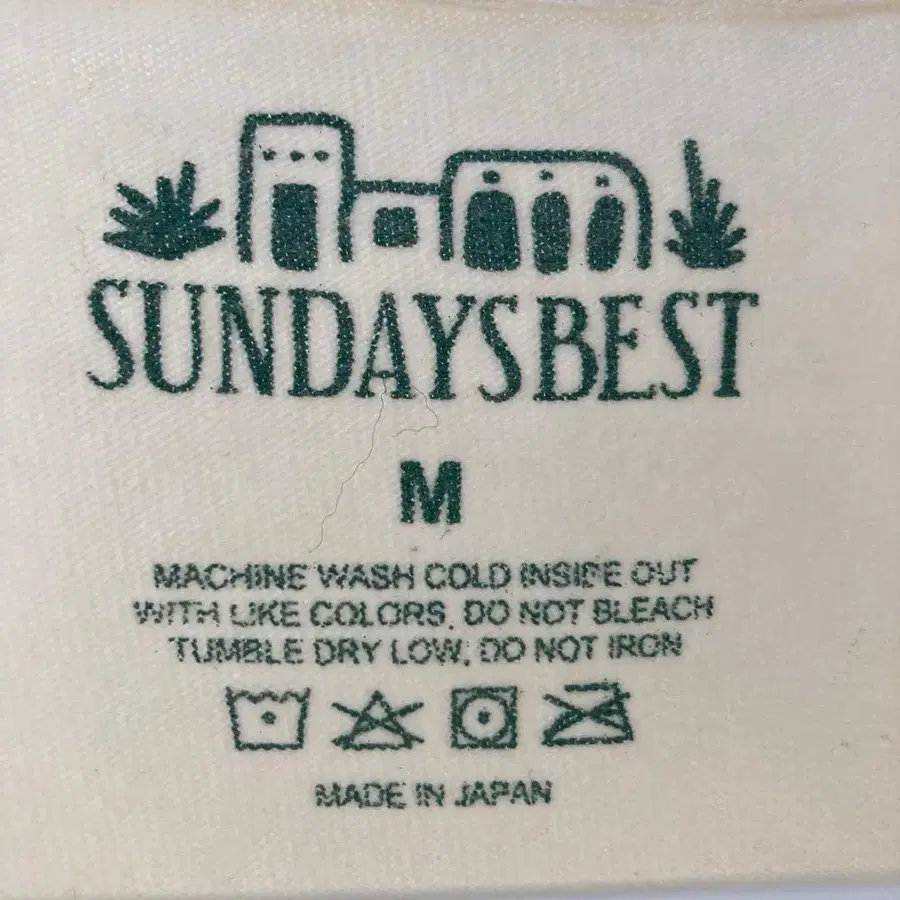 SUNDAYSBEST
M
MACHINE WASH COLD INSIDE OUT
WITH LIKE COLORS. DO NOT BLEACH
TUMBLE DRY LOW. DO NOT IRON
MADE IN JAPAN